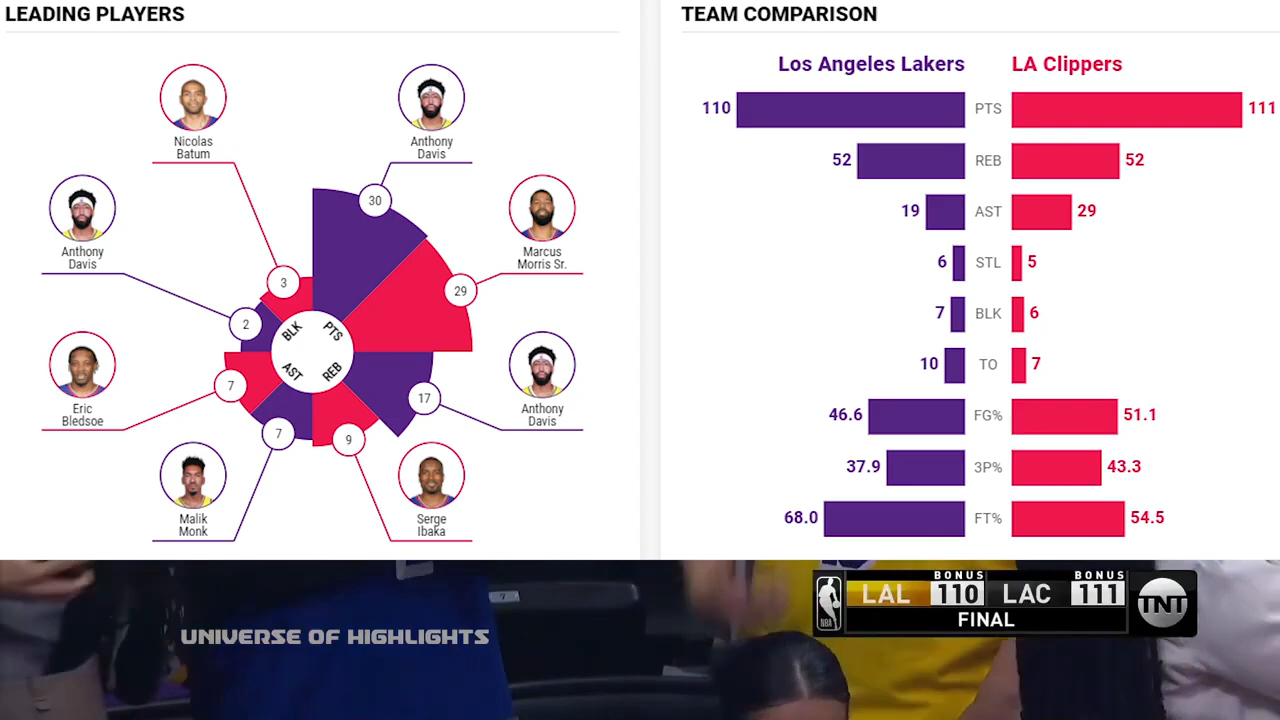 LEADING PLAYERS
Nicolas
Batum
Anthony
Davis
Anthony
Davis
Marcus
Morris Sr.
30
3
29
2
BLK
PTS
AST
REB
7
17
7
9
Eric
Bledsoe
Anthony
Davis
Malik
Monk
Serge
Ibaka
TEAM COMPARISON
Los Angeles Lakers LA Clippers
110 PTS 111
52 REB 52
19 AST 29
6 STL 5
7 BLK 6
10 TO 7
46.6 FG% 51.1
37.9 3P% 43.3
68.0 FT% 54.5
7
UNIVERSE OF HIGHLIGHTS
BONUS BONUS
LAL 110 LAC 111
FINAL
NBA
TNT